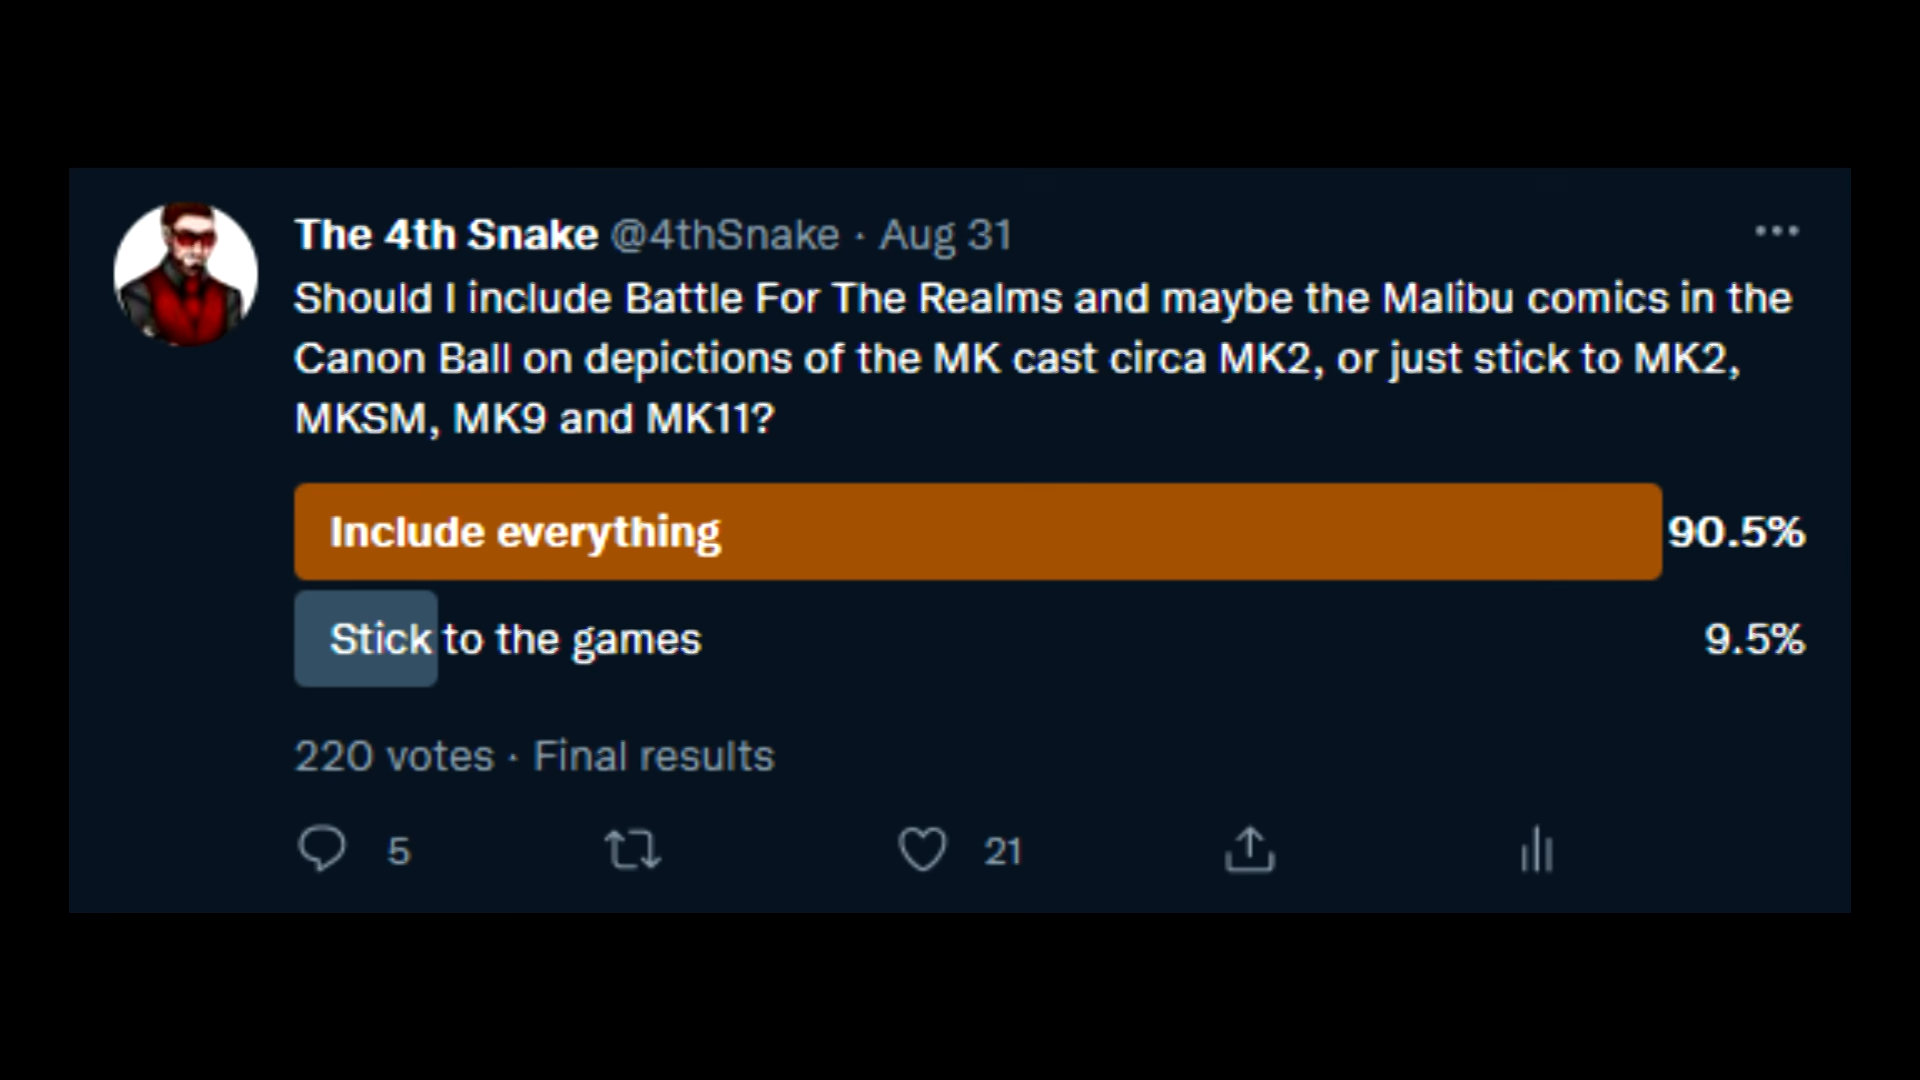 The 4th Snake @4thSnake · Aug 31
Should I include Battle For The Realms and maybe the Malibu comics in the
Canon Ball on depictions of the MK cast circa MK2, or just stick to MK2,
MKSM, MK9 and MK11?
Include everything 90.5%
Stick to the games 9.5%
220 votes · Final results
5 21